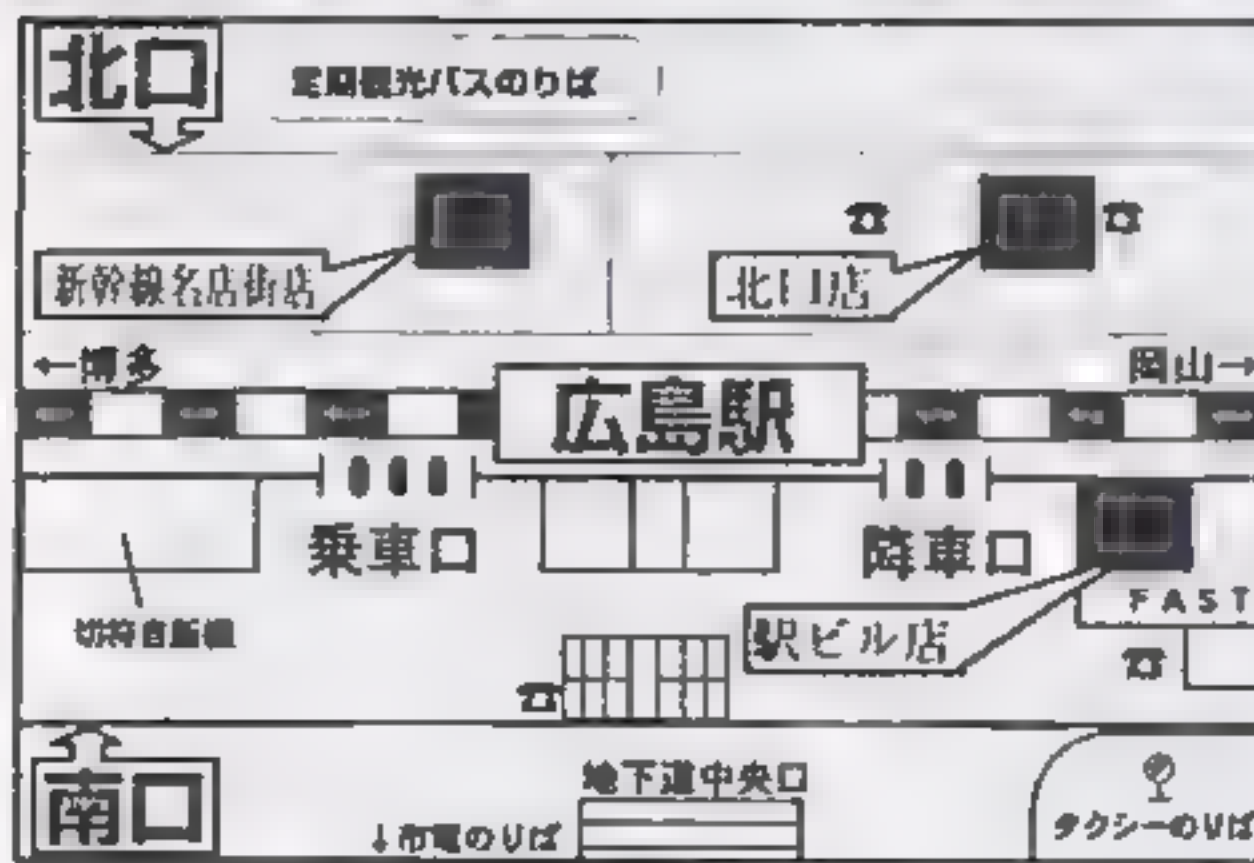 北口
定期観光バスのりば
新幹線名店街店
北口店
←博多
岡山→
広島駅
乗車口
降車口
切符自販機
駅ビル店
FAST
南口
地下道中央口
↓市電のりば
タクシーのりば